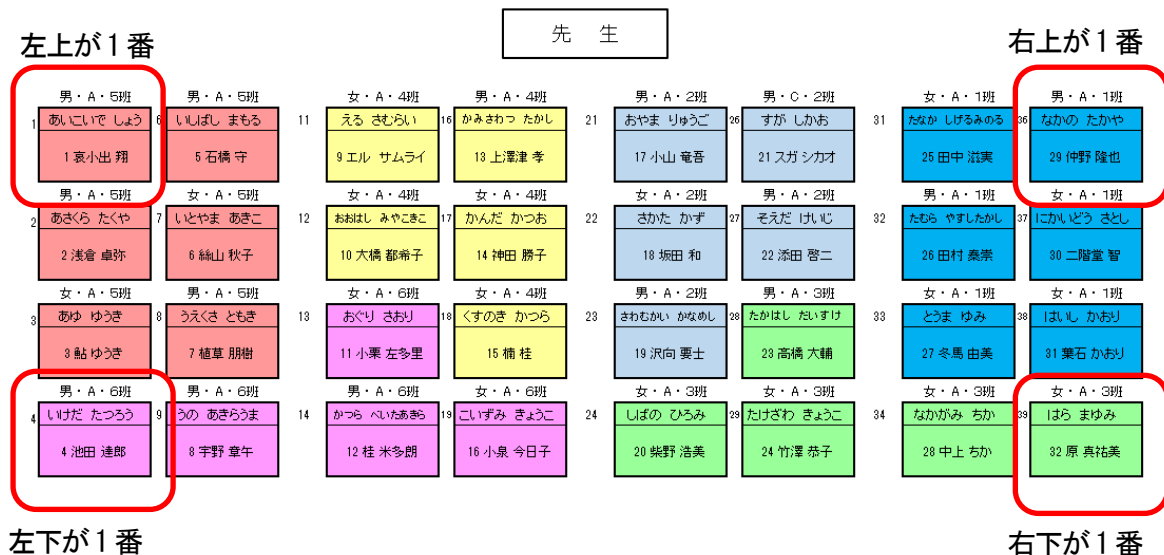 先 生
左上が１番
右上が１番
男・A・5班 男・A・5班 女・A・4班 男・A・4班 男・A・2班 男・C・2班 女・A・1班 男・A・1班
1 あいこいで しょう 6 いしばし まもる 11 える さむらい 16 かみさわつ たかし 21 おやま りゅうご 26 すが しかお 31 たなか しげるみのる 36 なかの たかや
1 哀小出 翔 5 石橋 守 9 エル サムライ 13 上澤津 孝 17 小山 竜吾 21 スガ シカオ 25 田中 滋実 29 仲野 隆也
男・A・5班 女・A・5班 女・A・4班 女・A・4班 男・A・2班 男・A・2班 男・A・1班 男・A・1班
2 あさくら たくや 7 いとやま あきこ 12 おおはし みやこきこ 17 かんだ かつお 22 さかた かず 27 そえだ けいじ 32 たむら やすしたかし 37 にかいどう さとし
2 浅倉 卓弥 6 絲山 秋子 10 大橋 都希子 14 神田 勝子 18 坂田 和 22 添田 啓二 26 田村 泰崇 30 二階堂 智
女・A・5班 男・A・5班 女・A・6班 女・A・4班 男・A・2班 男・A・3班 女・A・1班 女・A・1班
3 あゆ ゆうき 8 うえくさ ともき 13 おぐり さおり 18 くすのき かつら 23 さわむかい かなめし 28 たかはし だいすけ 33 とうま ゆみ 38 はいし かおり
3 鮎 ゆうき 7 植草 朋樹 11 小栗 左多里 15 楠 桂 19 沢向 要士 23 高橋 大輔 27 冬馬 由美 31 葉石 かおり
男・A・6班 男・A・6班 男・A・6班 女・A・6班 女・A・3班 女・A・3班 女・A・3班 女・A・3班
4 いけだ たつろう 9 うの あきらうま 14 かつら べいたあきら 19 こいずみ きょうこ 24 しばの ひろみ 29 たけざわ きょうこ 34 なかがみ ちか 39 はら まゆみ
4 池田 達郎 8 宇野 章午 12 桂 米多朗 16 小泉 今日子 20 柴野 浩美 24 竹澤 恭子 28 中上 ちか 32 原 真祐美
左下が１番
右下が１番